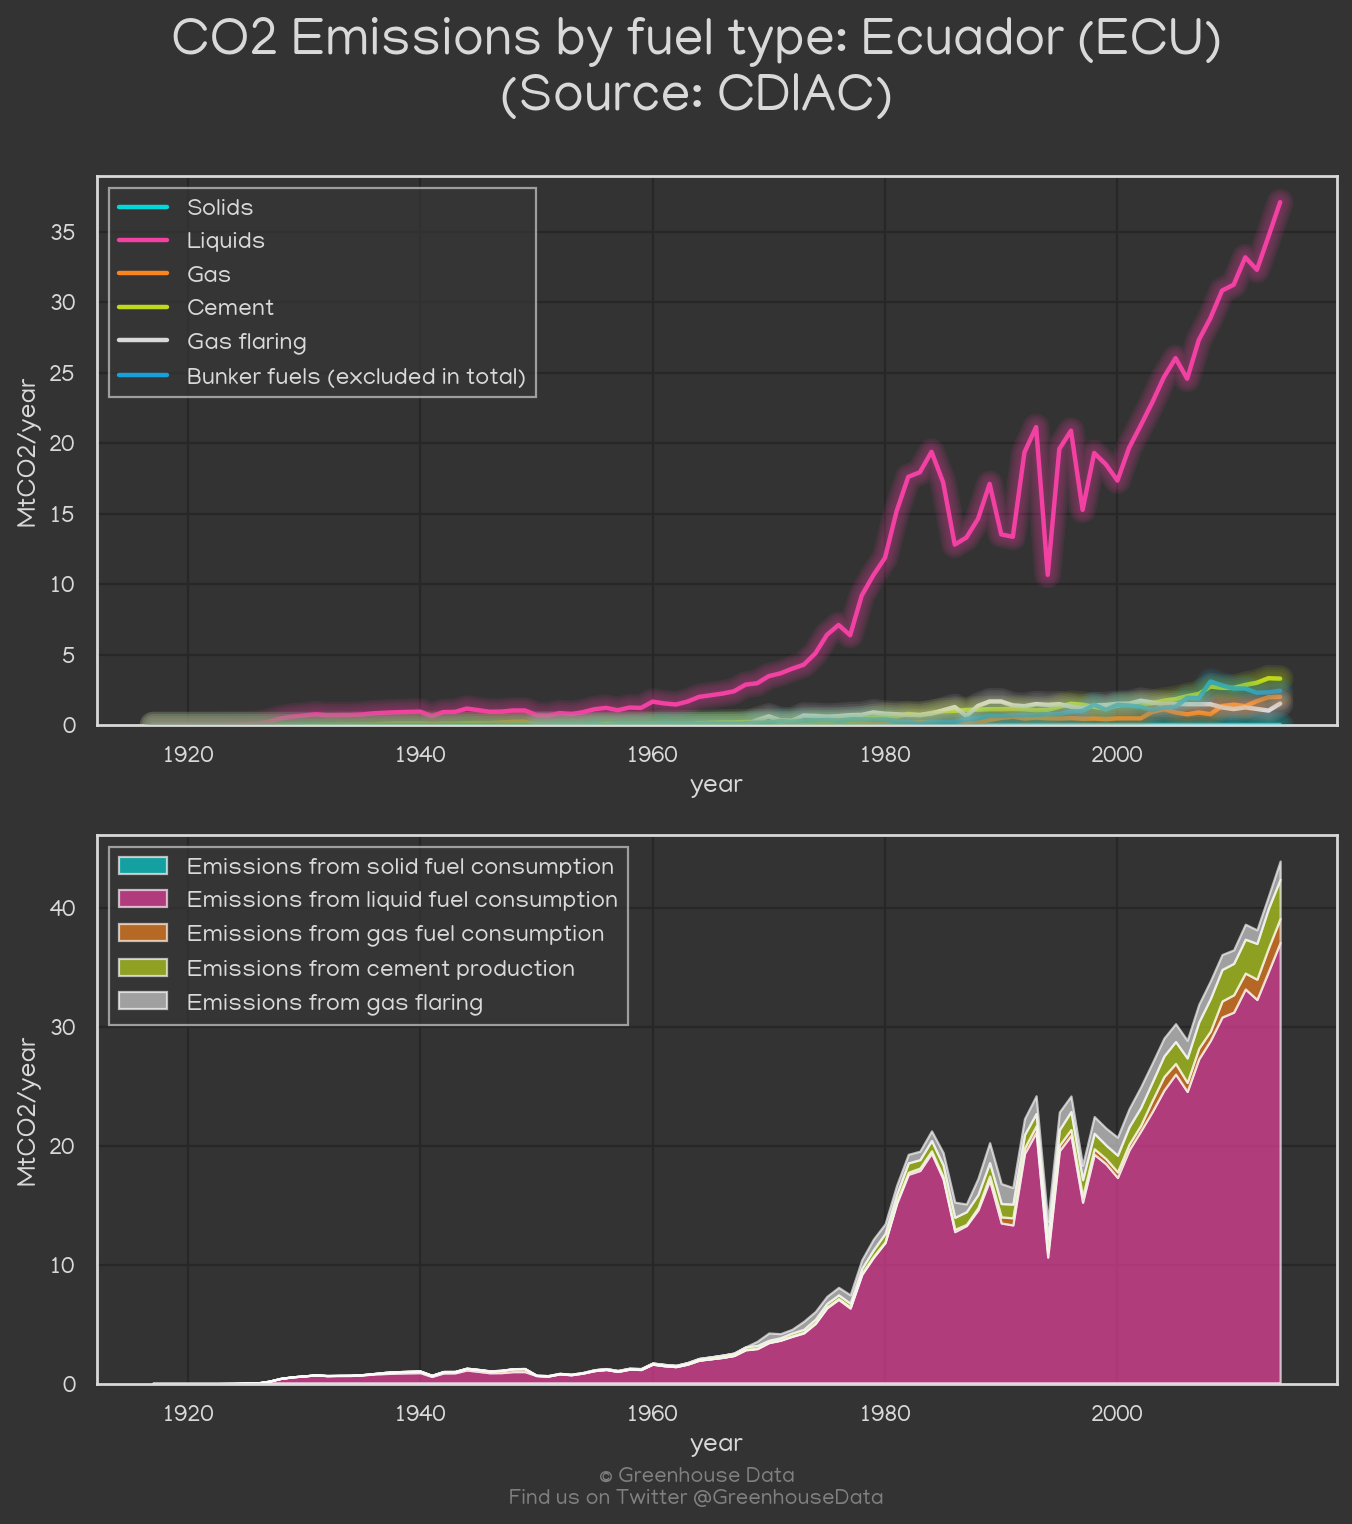 CO2 Emissions by fuel type: Ecuador (ECU)
(Source: CDIAC)
Solids
Liquids
Gas
Cement
Gas flaring
Bunker fuels (excluded in total)
MtCO2/year
35
30
25
20
15
10
5
0
1920 1940 1960 1980 2000
year
Emissions from solid fuel consumption
Emissions from liquid fuel consumption
Emissions from gas fuel consumption
Emissions from cement production
Emissions from gas flaring
MtCO2/year
40
30
20
10
0
1920 1940 1960 1980 2000
year
© Greenhouse Data
Find us on Twitter @GreenhouseData